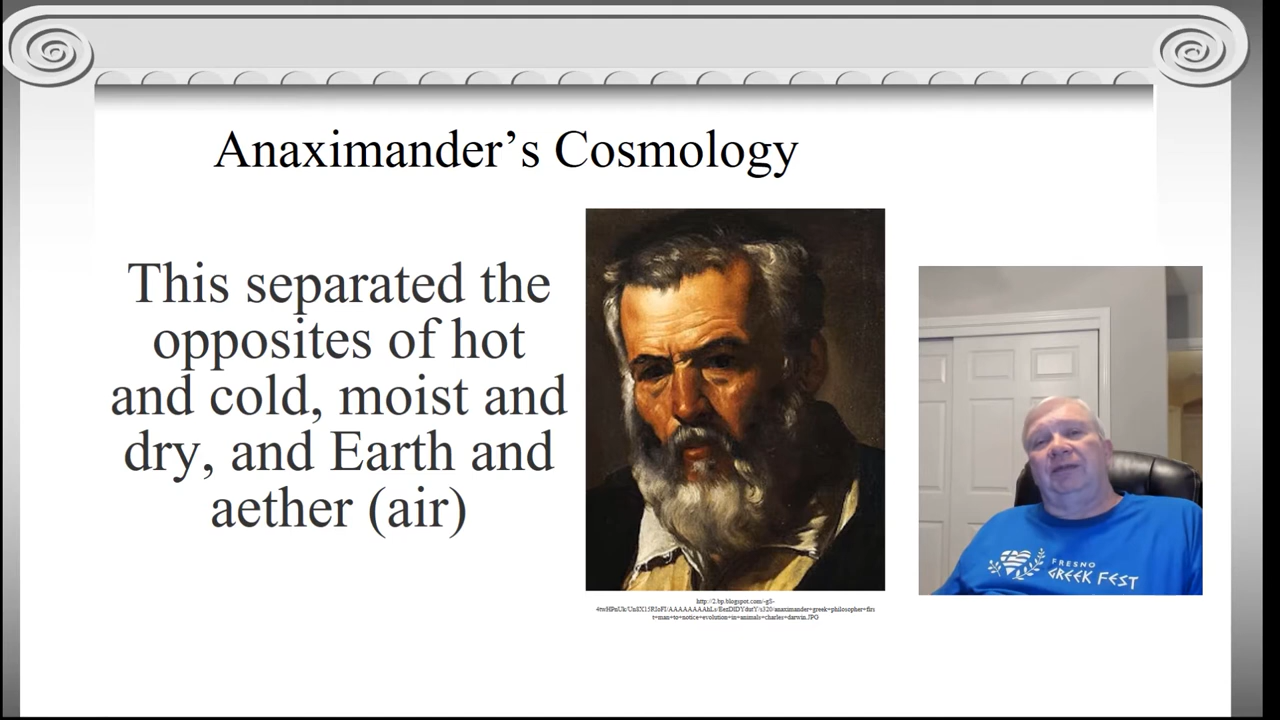 Anaximander’s Cosmology
This separated the
opposites of hot
and cold, moist and
dry, and Earth and
aether (air)
FRESNO
GREEK FEST